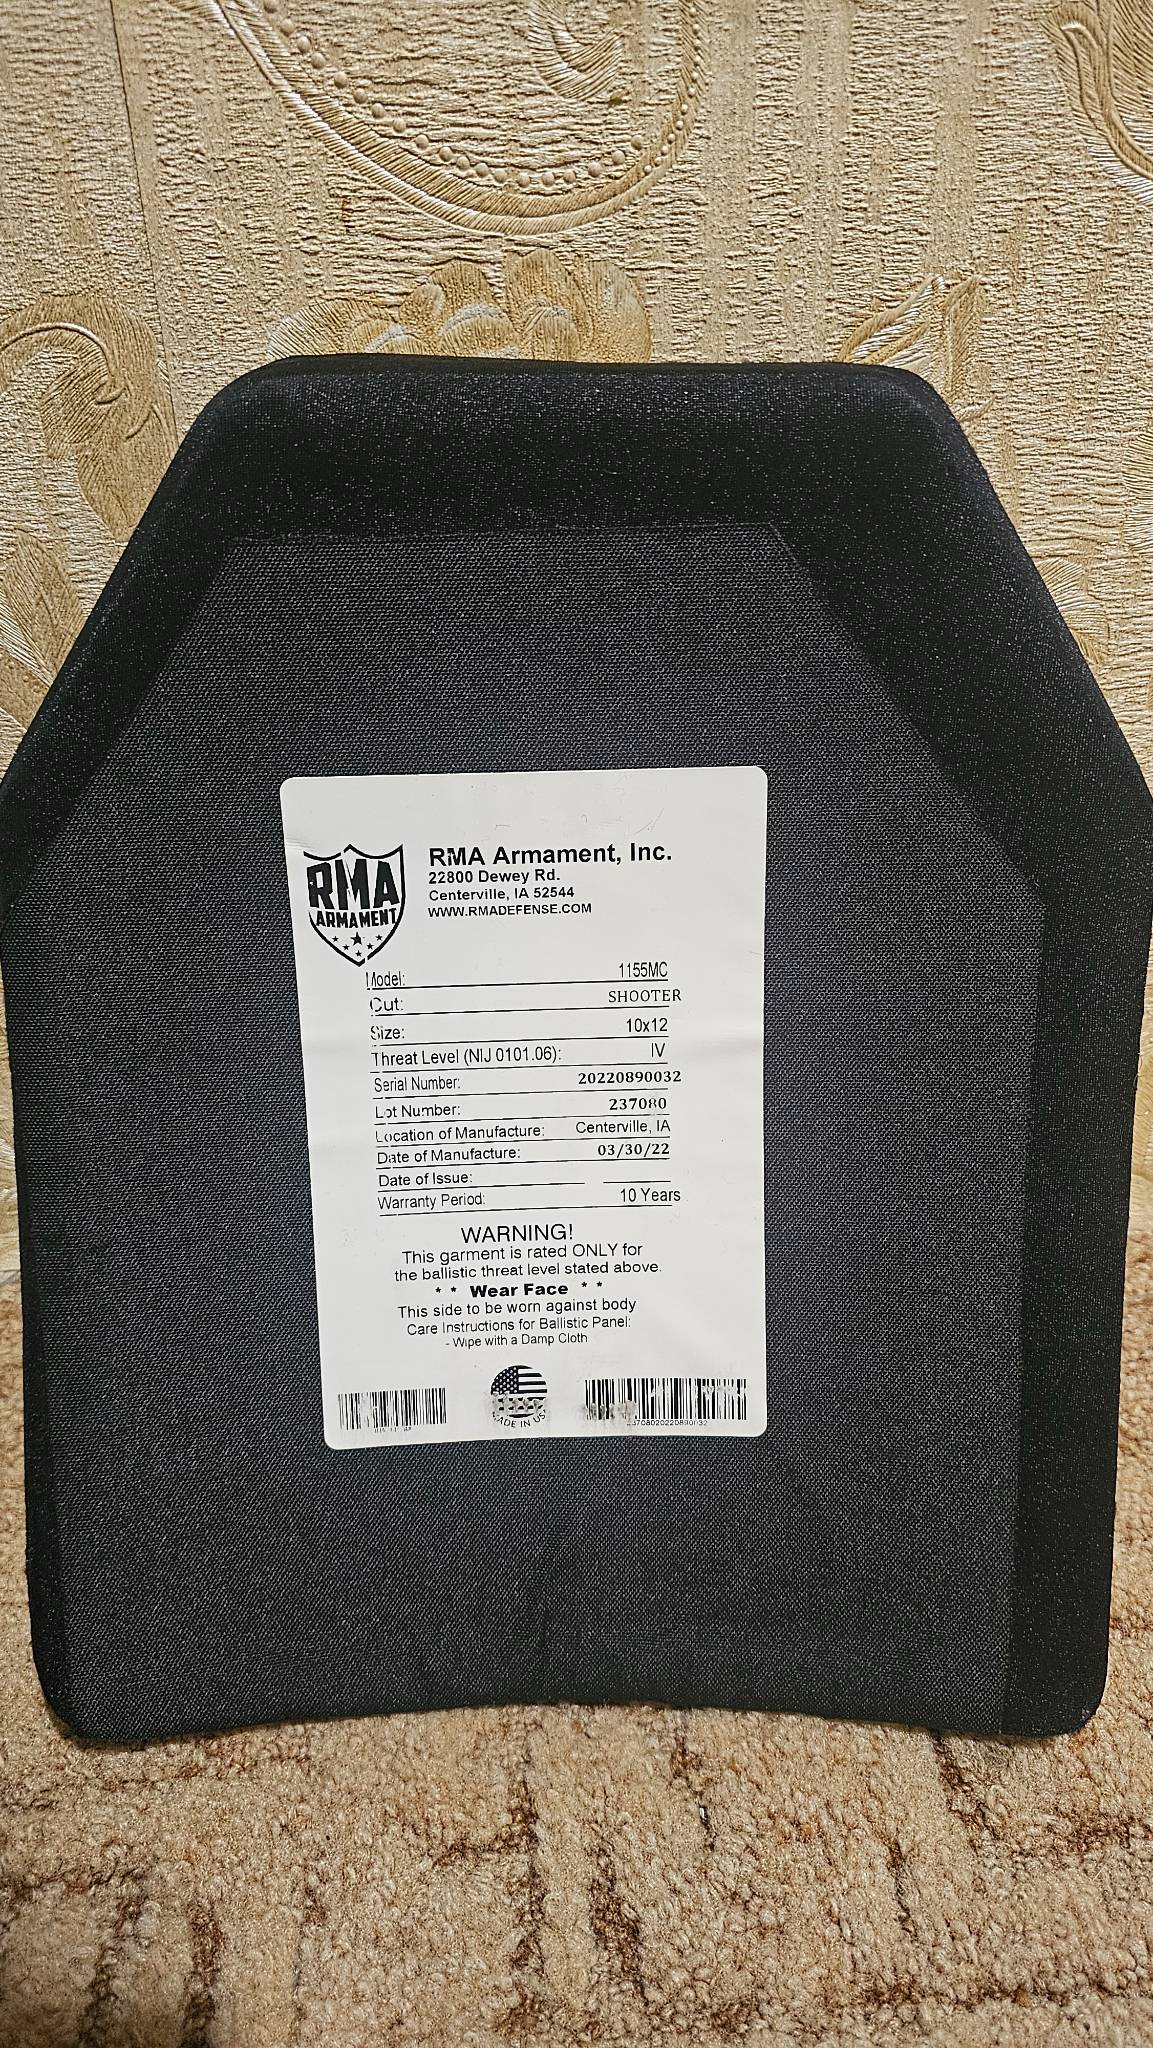 RMA
ARMAMENT
RMA Armament, Inc.
22800 Dewey Rd.
Centerville, IA 52544
WWW.RMADEFENSE.COM
Model: 1155MC
Cut: SHOOTER
Size: 10x12
Threat Level (NIJ 0101.06): IV
Serial Number: 20220890032
Lot Number: 237080
Location of Manufacture: Centerville, IA
Date of Manufacture: 03/30/22
Date of Issue:
Warranty Period: 10 Years
WARNING!
This garment is rated ONLY for
the ballistic threat level stated above.
* * Wear Face * *
This side to be worn against body
Care Instructions for Ballistic Panel:
- Wipe with a Damp Cloth
MADE IN USA
23708020220890032